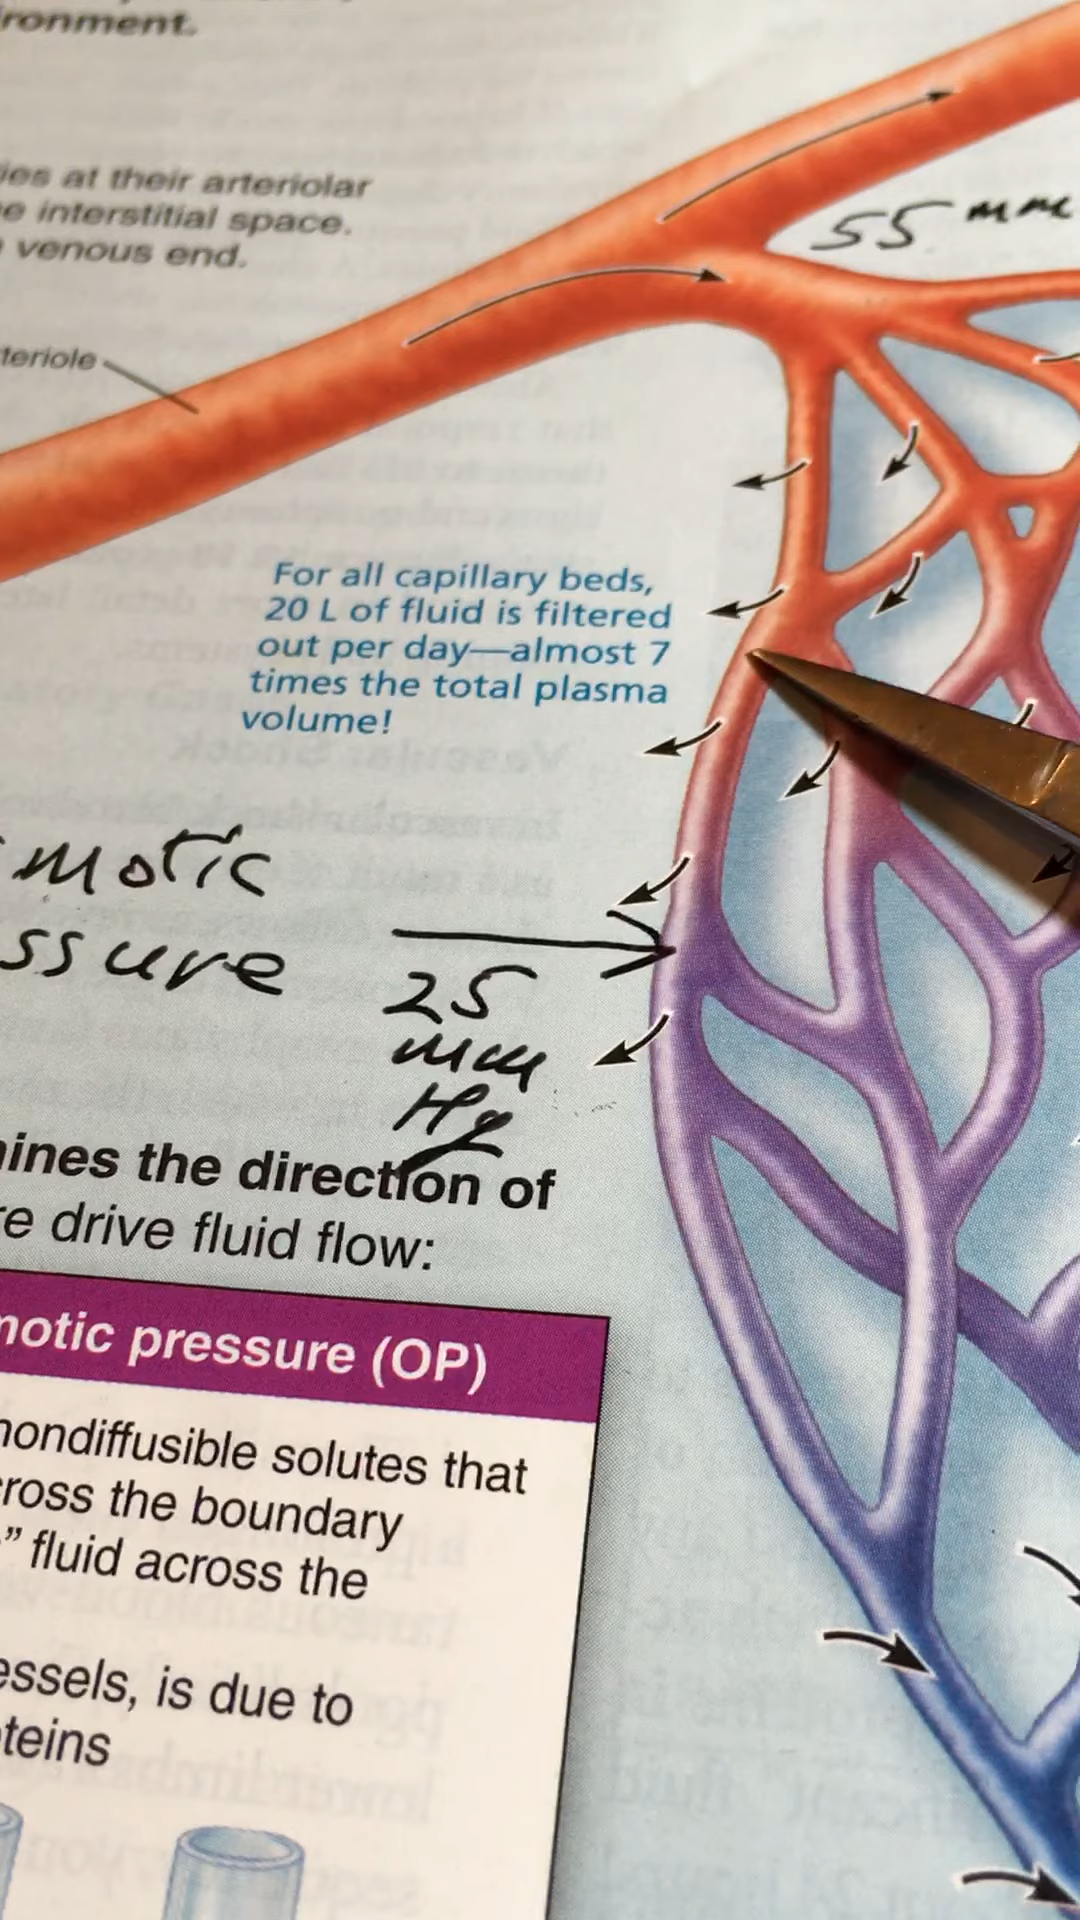 ronment.
ies at their arteriolar
e interstitial space.
venous end.
55 mm
teriole
For all capillary beds,
20 L of fluid is filtered
out per day—almost 7
times the total plasma
volume!
motic
ssure
25
mm
Hg
ines the direction of
re drive fluid flow:
motic pressure (OP)
nondiffusible solutes that
cross the boundary
” fluid across the
essels, is due to
teins